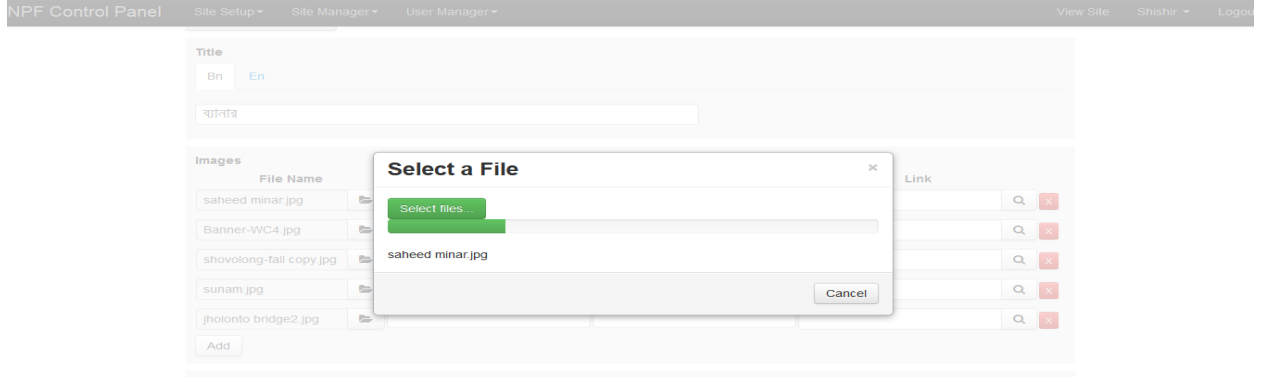 NPF Control Panel Site Setup Site Manager User Manager View Site Shishir Logou
Title
Bn En
ব্যানার
Images
File Name Link
Select a File ×
Select files...
saheed minar.jpg
Cancel
saheed minar.jpg
Banner-WC4.jpg
shovolong-fall copy.jpg
sunam.jpg
jholonto bridge2.jpg
Add